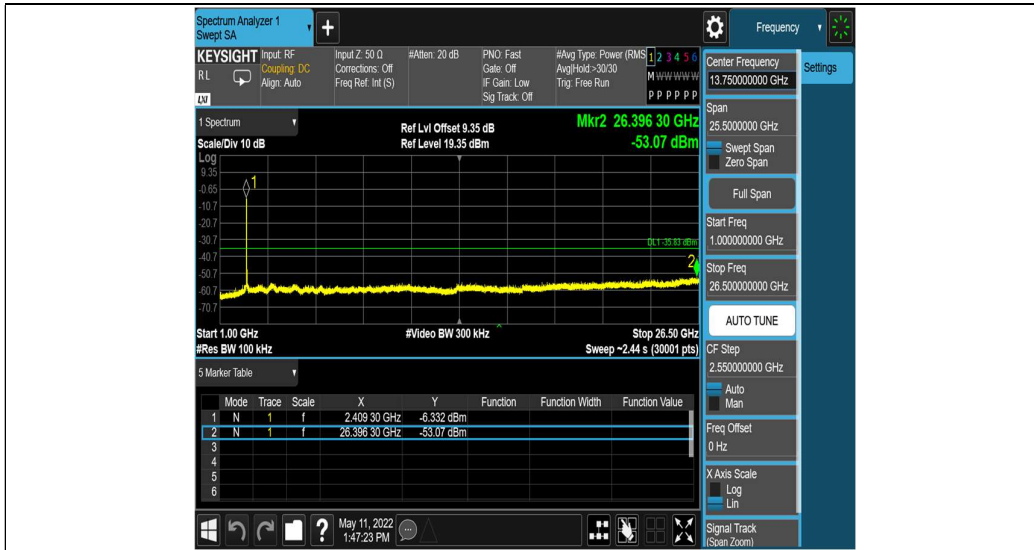 Spectrum Analyzer 1
Swept SA
+
Frequency
KEYSIGHT
R L
LXI
Input: RF
Coupling: DC
Align: Auto
Input Z: 50 Ω
Corrections: Off
Freq Ref: Int (S)
#Atten: 20 dB
PNO: Fast
Gate: Off
IF Gain: Low
Sig Track: Off
#Avg Type: Power (RMS
Avg|Hold:>30/30
Trig: Free Run
1 2 3 4 5 6
M W W W W W
P P P P P P
Center Frequency
13.750000000 GHz
Settings
Span
25.5000000 GHz
Swept Span
Zero Span
Full Span
Start Freq
1.000000000 GHz
Stop Freq
26.500000000 GHz
AUTO TUNE
CF Step
2.550000000 GHz
Auto
Man
Freq Offset
0 Hz
X Axis Scale
Log
Lin
Signal Track
(Span Zoom)
1 Spectrum
Scale/Div 10 dB
Log
Ref Lvl Offset 9.35 dB
Ref Level 19.35 dBm
Mkr2 26.396 30 GHz
-53.07 dBm
9.35
-0.65
-10.7
-20.7
-30.7
-40.7
-50.7
-60.7
-70.7
1
DL1 -35.83 dBm
2
Start 1.00 GHz
#Res BW 100 kHz
#Video BW 300 kHz
Stop 26.50 GHz
Sweep ~2.44 s (30001 pts)
5 Marker Table
Mode Trace Scale X Y Function Function Width Function Value
1 N 1 f 2.409 30 GHz -6.332 dBm
2 N 1 f 26.396 30 GHz -53.07 dBm
3
4
5
6
?
May 11, 2022
1:47:23 PM